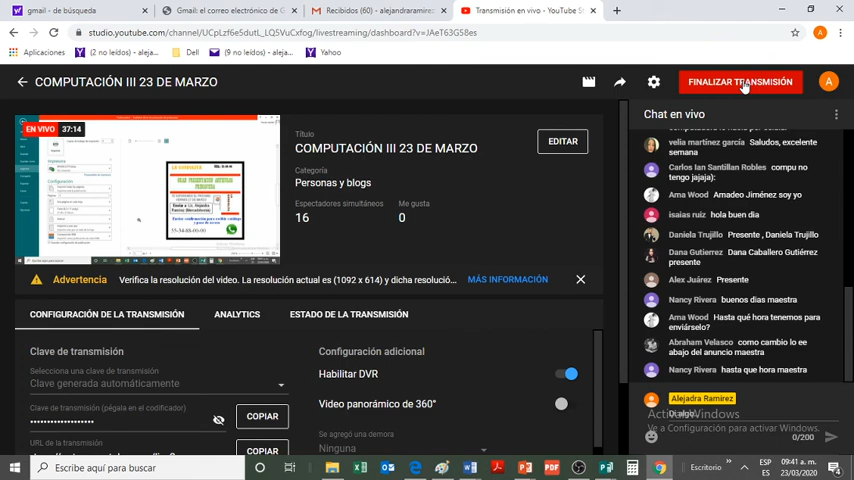 gmail - de búsqueda
Gmail: el correo electrónico de G
Recibidos (60) - alejandraramirez
Transmisión en vivo - YouTube St
studio.youtube.com/channel/UCpLzf6e5dutL_LQ5VuCxfog/livestreaming/dashboard?v=JAeT63G58es
Aplicaciones
(2 no leídos) - aleja...
Dell
(9 no leídos) - aleja...
Yahoo
COMPUTACIÓN III 23 DE MARZO
FINALIZAR TRANSMISIÓN
A
EN VIVO 37:14
Título
COMPUTACIÓN III 23 DE MARZO
EDITAR
Categoría
Personas y blogs
Espectadores simultáneos
Me gusta
16
0
Advertencia
Verifica la resolución del video. La resolución actual es (1092 x 614) y dicha resolució...
MÁS INFORMACIÓN
CONFIGURACIÓN DE LA TRANSMISIÓN
ANALYTICS
ESTADO DE LA TRANSMISIÓN
Clave de transmisión
Selecciona una clave de transmisión
Clave generada automáticamente
Clave de transmisión (pégala en el codificador)
COPIAR
URL de la transmisión
COPIAR
Configuración adicional
Habilitar DVR
Video panorámico de 360°
Se agregó una demora
Ninguna
Chat en vivo
velia martínez garcía Saludos, excelente
semana
Carlos Ian Santillan Robles compu no
tengo jajaja):
Ama Wood Amadeo Jiménez soy yo
isaias ruiz hola buen dia
Daniela Trujillo Presente , Daniela Trujillo
Dana Gutierrez Dana Caballero Gutiérrez
presente
Alex Juárez Presente
Nancy Rivera buenos dias maestra
Ama Wood Hasta qué hora tenemos para
enviárselo?
Abraham Velasco como cambio lo ee
abajo del anuncio maestra
Nancy Rivera hasta que hora maestra
Alejadra Ramirez
Di algo...
Activar Windows
Ve a Configuración para activar Windows.
0/200
Escribe aquí para buscar
Escritorio
ESP
ES
09:41 a. m.
23/03/2020
4